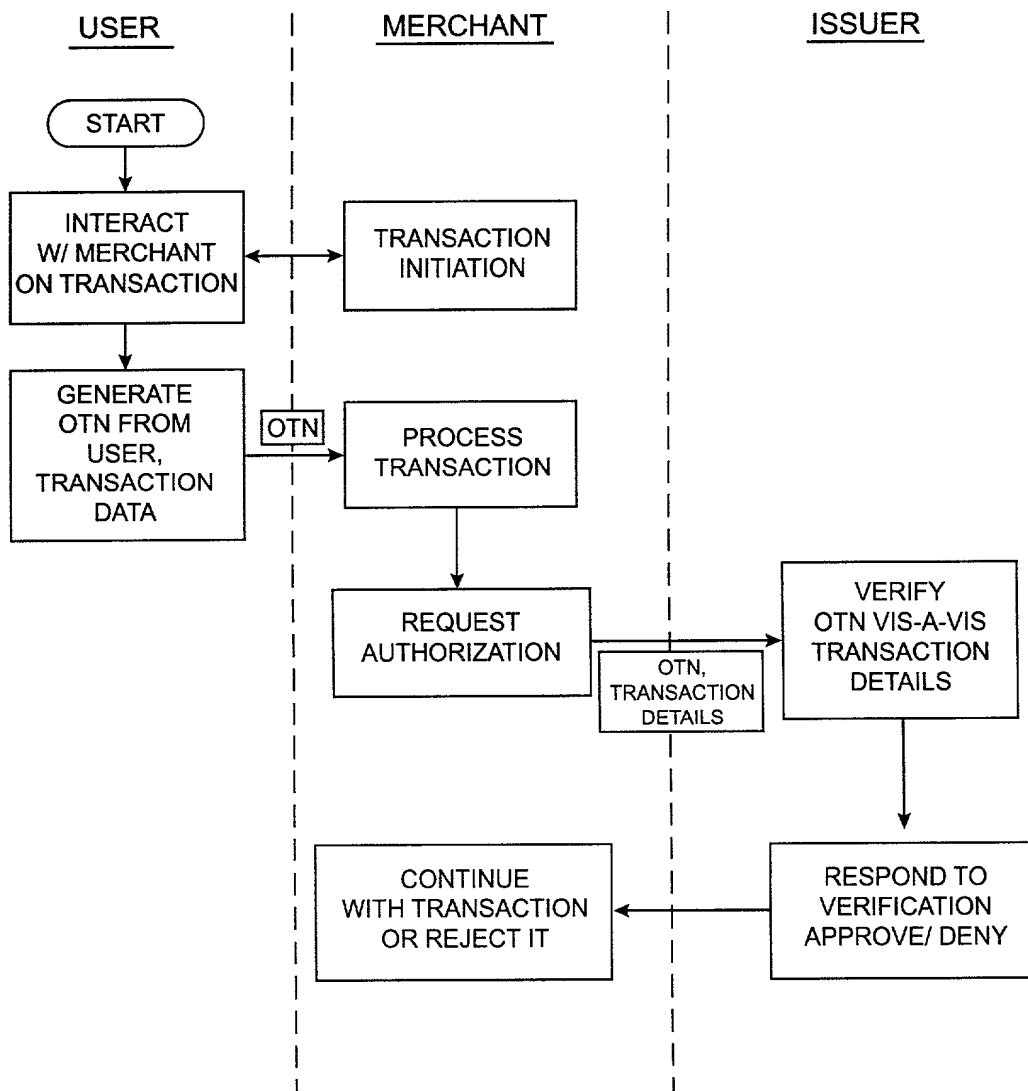 USER
MERCHANT
ISSUER
START
INTERACT
W/ MERCHANT
ON TRANSACTION
TRANSACTION
INITIATION
GENERATE
OTN FROM
USER,
TRANSACTION
DATA
OTN
PROCESS
TRANSACTION
REQUEST
AUTHORIZATION
OTN,
TRANSACTION
DETAILS
VERIFY
OTN VIS-A-VIS
TRANSACTION
DETAILS
RESPOND TO
VERIFICATION
APPROVE/ DENY
CONTINUE
WITH TRANSACTION
OR REJECT IT